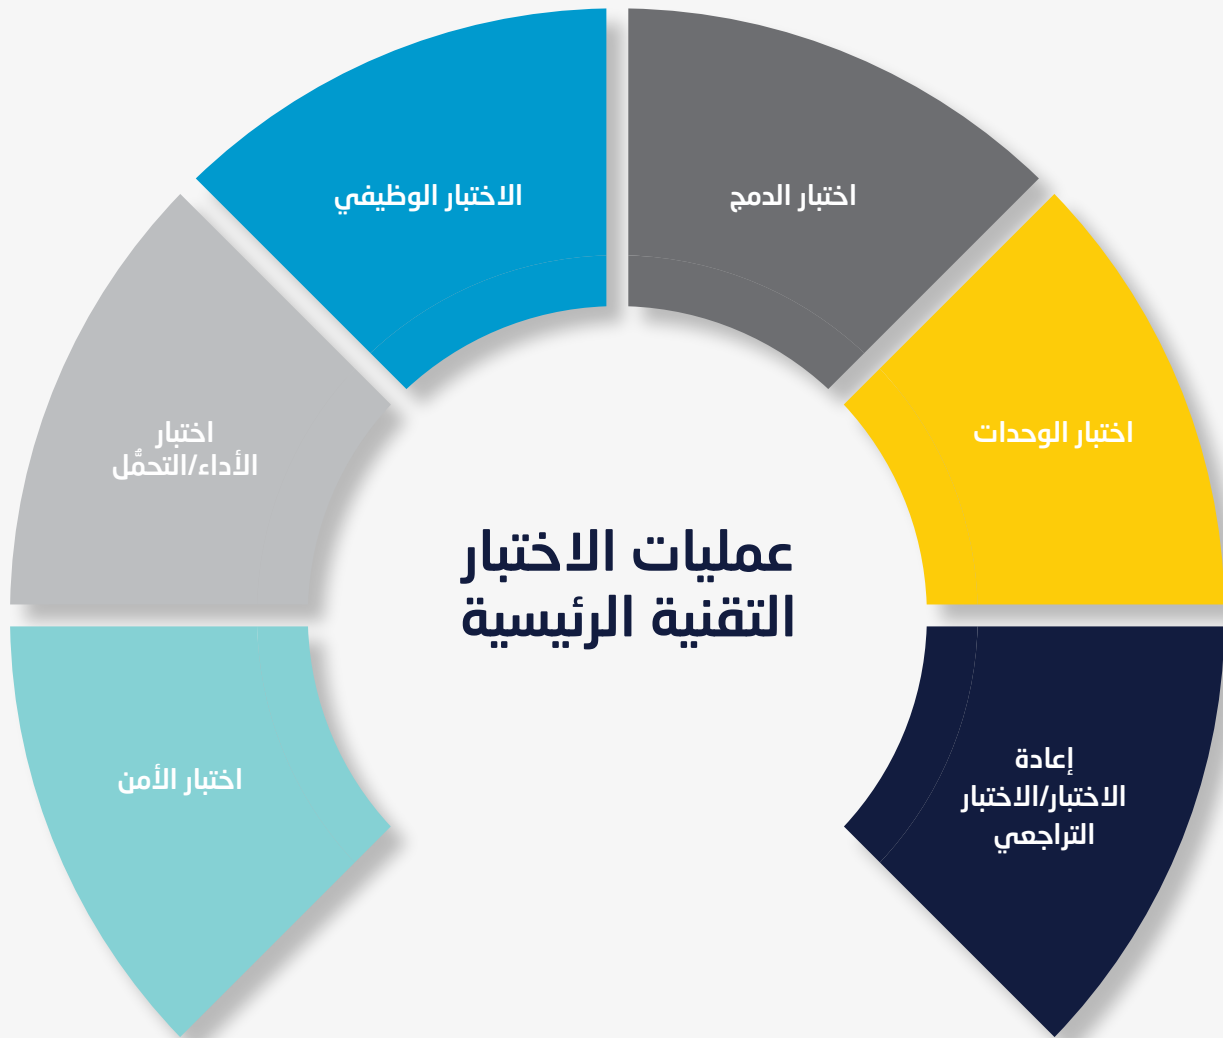 الاختبار الوظيفي
اختبار الدمج
اختبار
الأداء/التحمُّل
اختبار الوحدات
عمليات الاختبار
التقنية الرئيسية
اختبار الأمن
إعادة
الاختبار/الاختبار
التراجعي